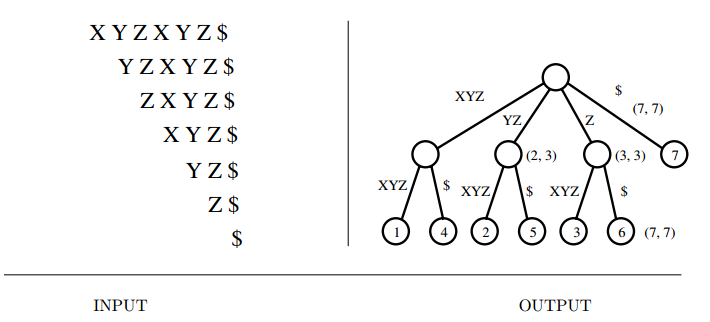 X Y Z X Y Z $
Y Z X Y Z $
Z X Y Z $
X Y Z $
Y Z $
Z $
$
XYZ
YZ
Z
$
(7, 7)
(2, 3)
(3, 3)
7
XYZ
$
XYZ
$
XYZ
$
1
4
2
5
3
6
(7, 7)
INPUT
OUTPUT